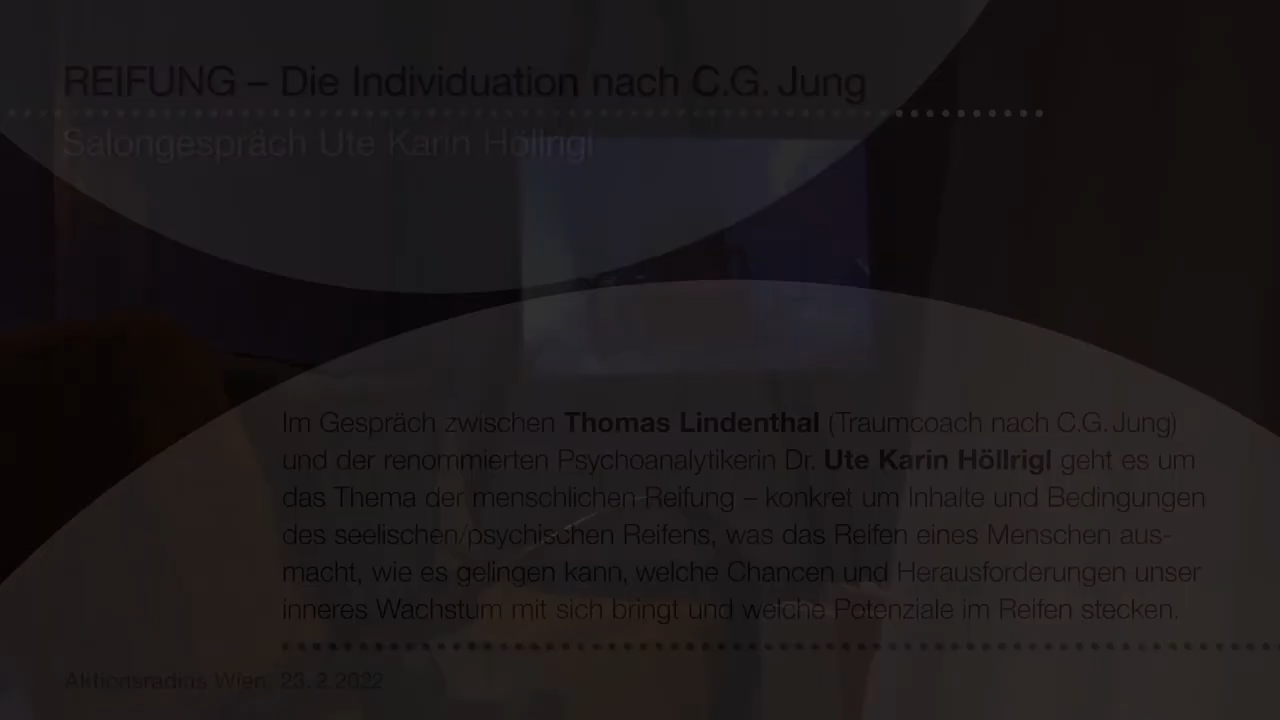 REIFUNG – Die Individuation nach C.G. Jung
Salongespräch Ute Karin Höllrigl
Im Gespräch zwischen Thomas Lindenthal (Traumcoach nach C.G. Jung)
und der renommierten Psychoanalytikerin Dr. Ute Karin Höllrigl geht es um
das Thema der menschlichen Reifung – konkret um Inhalte und Bedingungen
des seelischen/psychischen Reifens, was das Reifen eines Menschen aus-
macht, wie es gelingen kann, welche Chancen und Herausforderungen unser
inneres Wachstum mit sich bringt und welche Potenziale im Reifen stecken.
Aktionsradius Wien, 23.2.2022